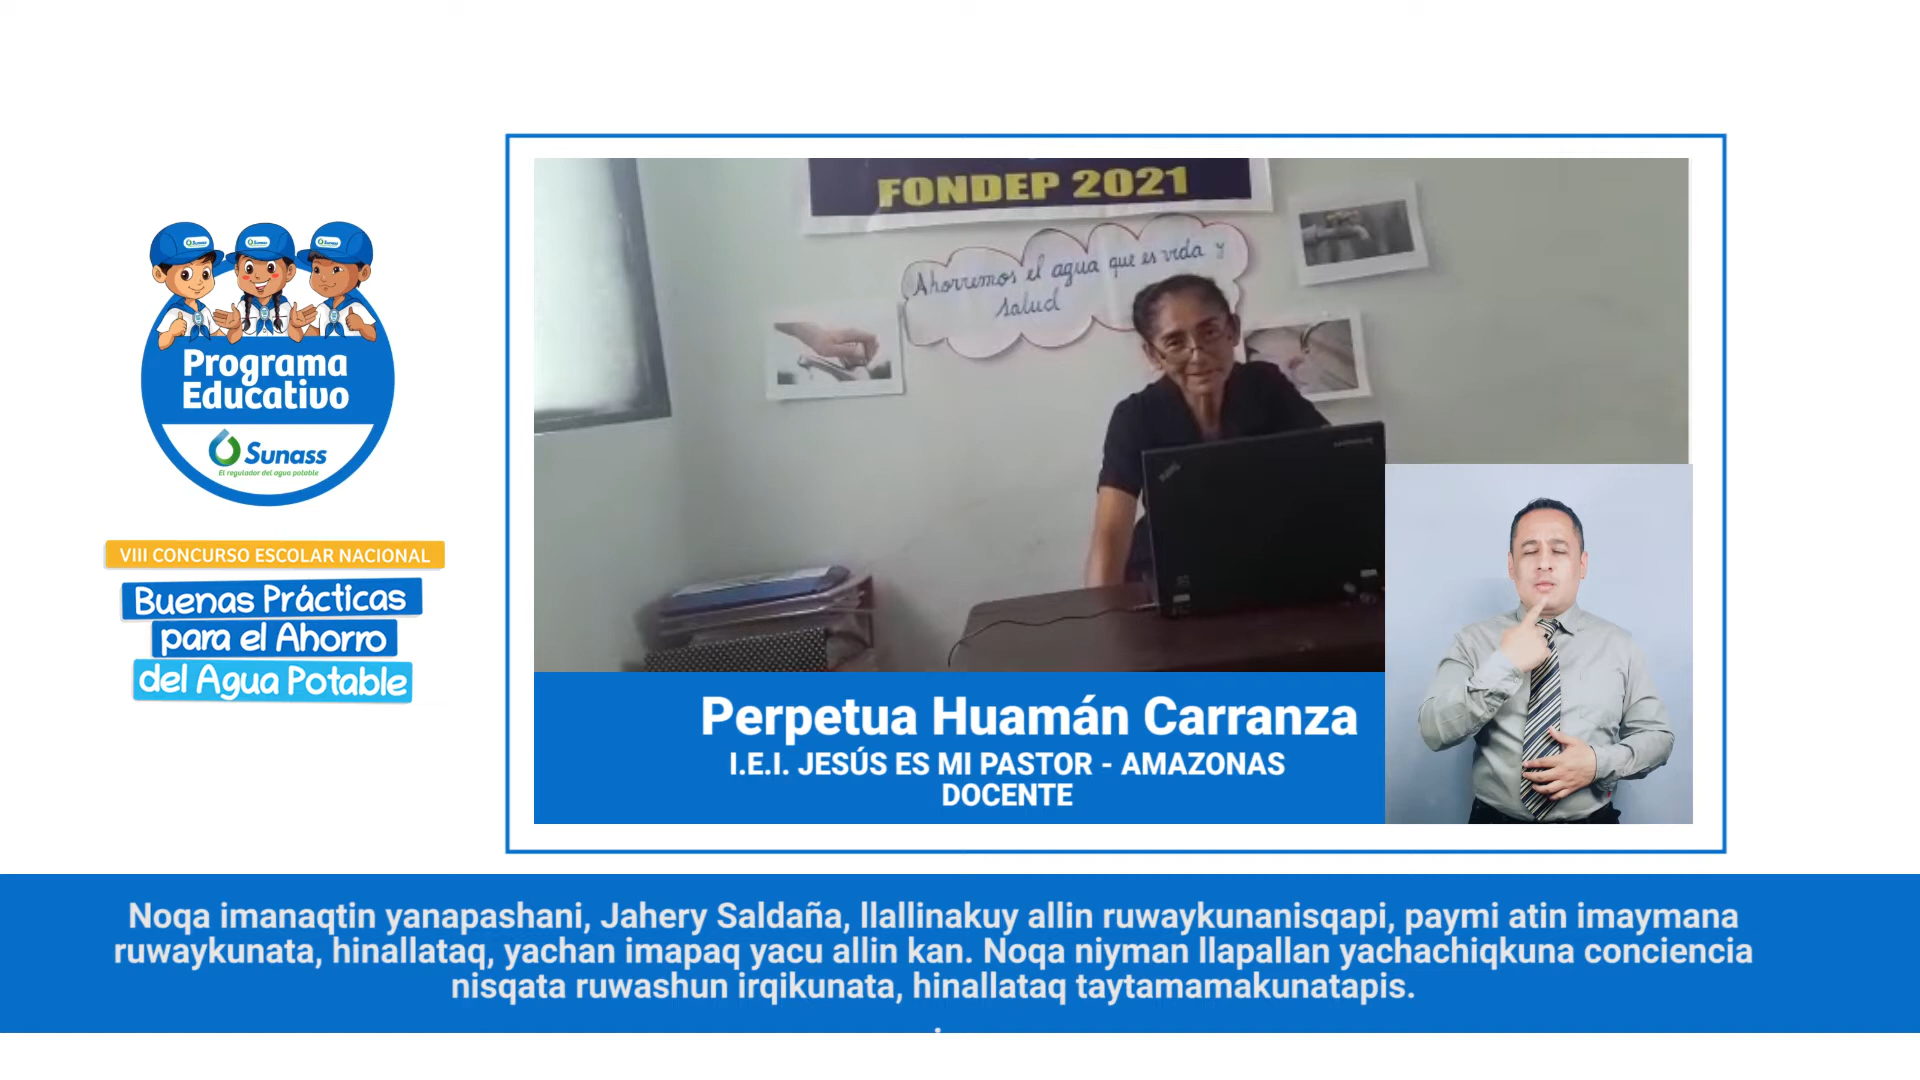 Sunass
Sunass
Sunass
Programa
Educativo
Sunass
El regulador del agua potable
VIII CONCURSO ESCOLAR NACIONAL
Buenas Prácticas
para el Ahorro
del Agua Potable
FONDEP 2021
Ahorremos el agua que es vida y
salud
Perpetua Huamán Carranza
I.E.I. JESÚS ES MI PASTOR - AMAZONAS
DOCENTE
Noqa imanaqtin yanapashani, Jahery Saldaña, llallinakuy allin ruwaykunanisqapi, paymi atin imaymana
ruwaykunata, hinallataq, yachan imapaq yacu allin kan. Noqa niyman llapallan yachachiqkuna conciencia
nisqata ruwashun irqikunata, hinallataq taytamamakunatapis.
.